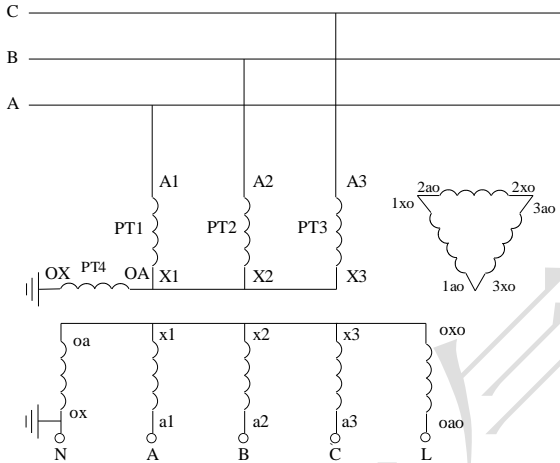 C
B
A
A1 A2 A3
2ao 2xo
1xo 3ao
PT1 PT2 PT3
OX PT4 OA X1 X2 X3
1ao 3xo
oa x1 x2 x3 oxo
ox a1 a2 a3 oao
N A B C L